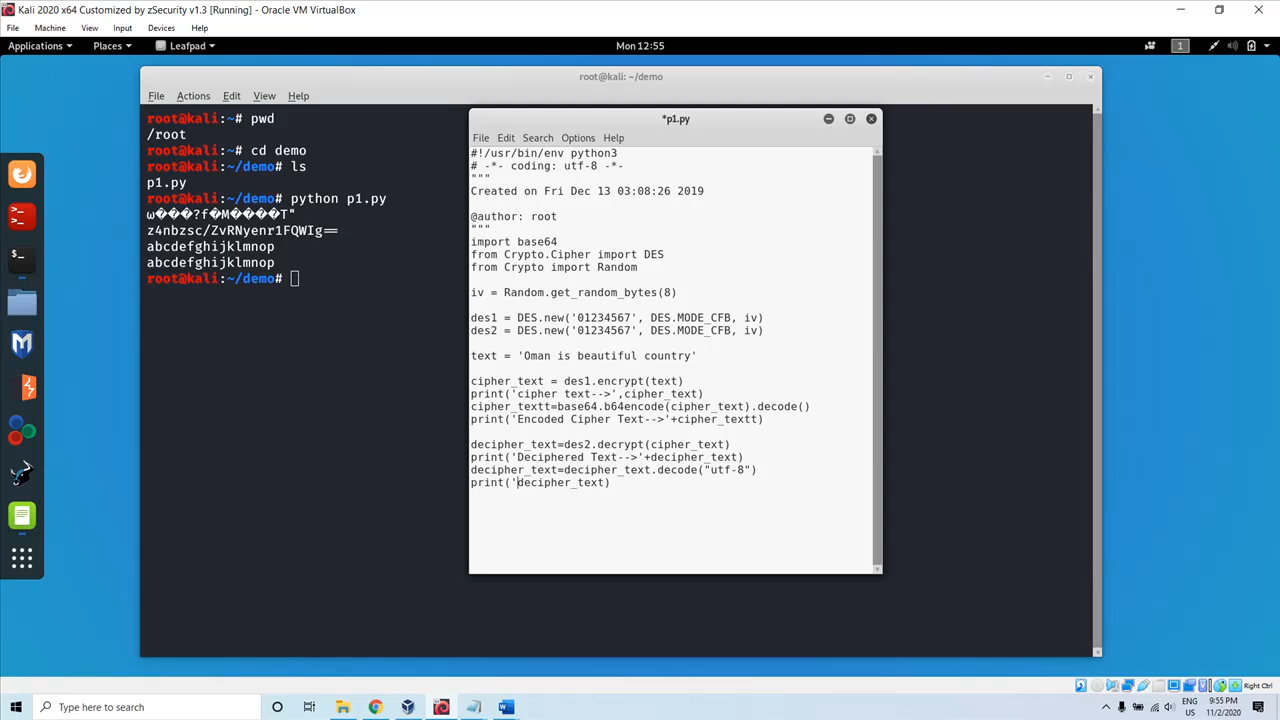 Kali 2020 x64 Customized by zSecurity v1.3 [Running] - Oracle VM VirtualBox
File Machine View Input Devices Help
Applications Places Leafpad Mon 12:55 1
root@kali: ~/demo
File Actions Edit View Help
root@kali:~# pwd
/root
root@kali:~# cd demo
root@kali:~/demo# ls
p1.py
root@kali:~/demo# python p1.py
ω���?f�M����T"
z4nbzsc/ZvRNyenr1FQWIg==
abcdefghijklmnop
abcdefghijklmnop
root@kali:~/demo#
*p1.py
File Edit Search Options Help
#!/usr/bin/env python3
# -*- coding: utf-8 -*-
"""
Created on Fri Dec 13 03:08:26 2019
@author: root
"""
import base64
from Crypto.Cipher import DES
from Crypto import Random
iv = Random.get_random_bytes(8)
des1 = DES.new('01234567', DES.MODE_CFB, iv)
des2 = DES.new('01234567', DES.MODE_CFB, iv)
text = 'Oman is beautiful country'
cipher_text = des1.encrypt(text)
print('cipher text-->',cipher_text)
cipher_textt=base64.b64encode(cipher_text).decode()
print('Encoded Cipher Text-->'+cipher_textt)
decipher_text=des2.decrypt(cipher_text)
print('Deciphered Text-->'+decipher_text)
decipher_text=decipher_text.decode("utf-8")
print('decipher_text)
Right Ctrl
Type here to search
ENG
US
9:55 PM
11/2/2020